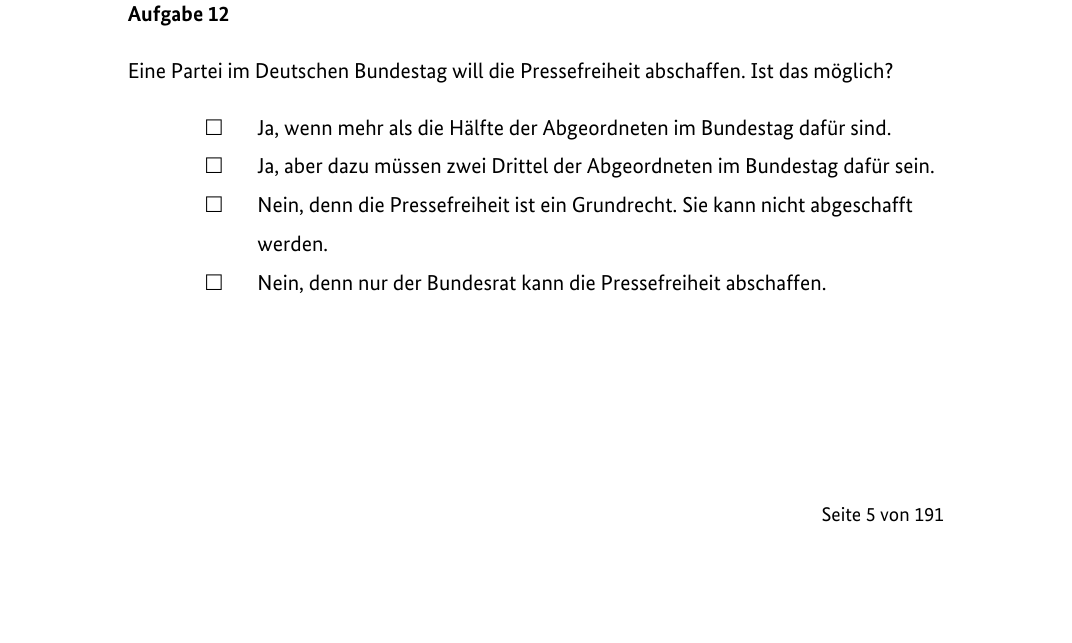 Aufgabe 12
Eine Partei im Deutschen Bundestag will die Pressefreiheit abschaffen. Ist das möglich?
☐ Ja, wenn mehr als die Hälfte der Abgeordneten im Bundestag dafür sind.
☐ Ja, aber dazu müssen zwei Drittel der Abgeordneten im Bundestag dafür sein.
☐ Nein, denn die Pressefreiheit ist ein Grundrecht. Sie kann nicht abgeschafft
werden.
☐ Nein, denn nur der Bundesrat kann die Pressefreiheit abschaffen.
Seite 5 von 191